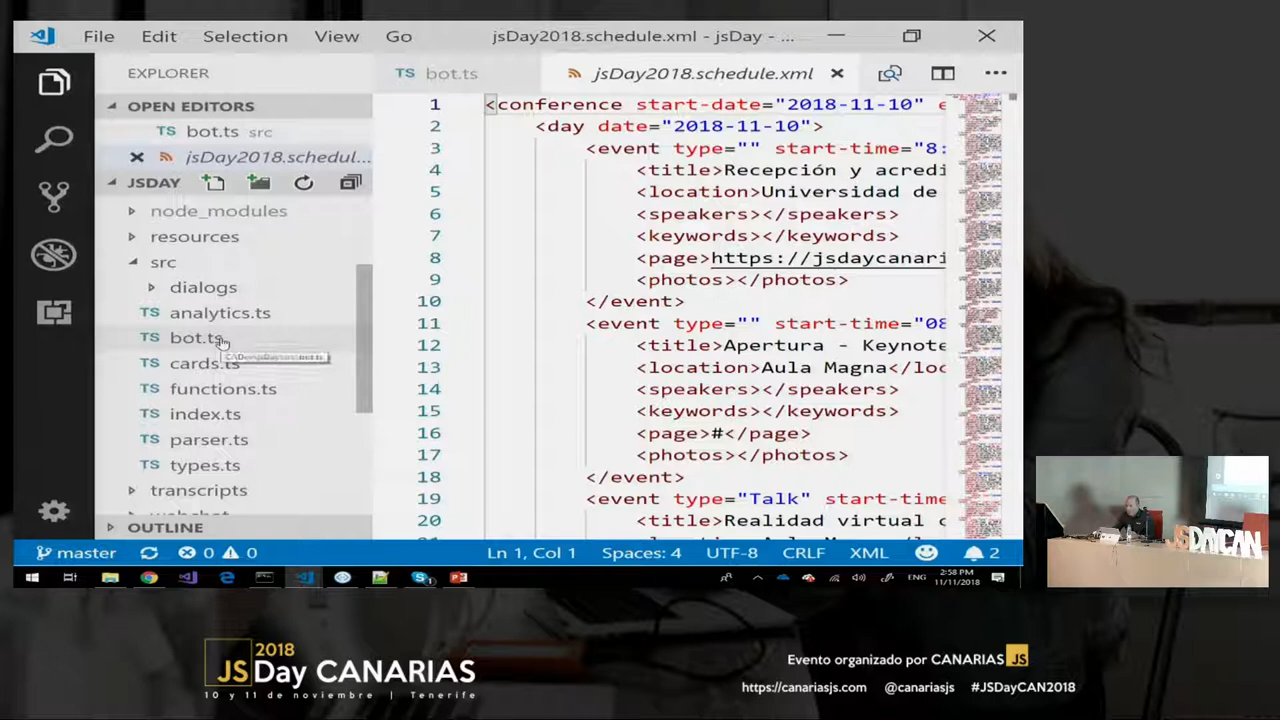 File Edit Selection View Go jsDay2018.schedule.xml - jsDay - ...
EXPLORER
OPEN EDITORS
TS bot.ts src
jsDay2018.schedul...
JSDAY
node_modules
resources
src
dialogs
TS analytics.ts
TS bot.ts
TS cards.ts
TS functions.ts
TS index.ts
TS parser.ts
TS types.ts
transcripts
OUTLINE
TS bot.ts jsDay2018.schedule.xml
1 <conference start-date="2018-11-10" e
2 <day date="2018-11-10">
3 <event type="" start-time="8:
4 <title>Recepción y acredi
5 <location>Universidad de
6 <speakers></speakers>
7 <keywords></keywords>
8 <page>https://jsdaycanari
9 <photos></photos>
10 </event>
11 <event type="" start-time="08
12 <title>Apertura - Keynote
13 <location>Aula Magna</loc
14 <speakers></speakers>
15 <keywords></keywords>
16 <page>#</page>
17 <photos></photos>
18 </event>
19 <event type="Talk" start-time
20 <title>Realidad virtual
master 0 0 Ln 1, Col 1 Spaces: 4 UTF-8 CRLF XML 2
ENG 2:58 PM
11/11/2018
JSDAYCAN
2018
JSDay CANARIAS
10 y 11 de noviembre | Tenerife
Evento organizado por CANARIAS JS
https://canariasjs.com @canariasjs #JSDayCAN2018